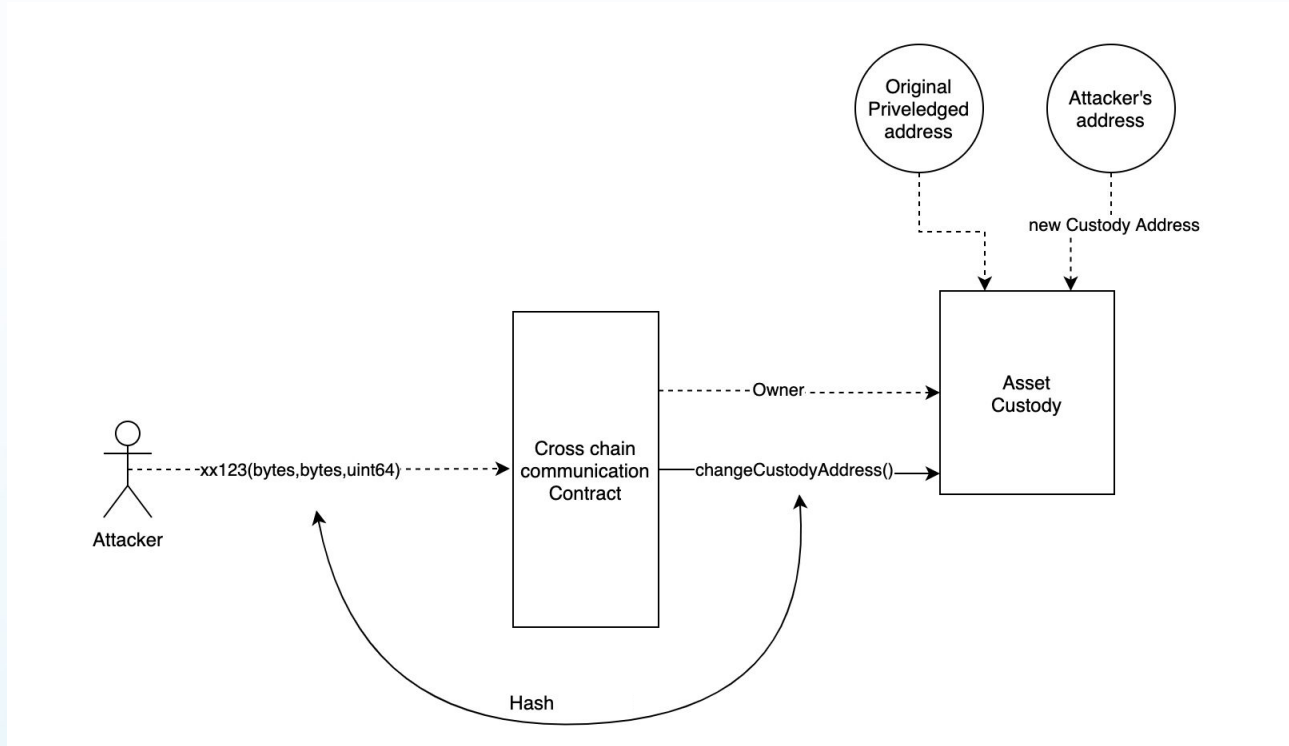 Original
Priveledged
address
Attacker's
address
new Custody Address
Owner
Asset
Custody
Cross chain
communication
Contract
xx123(bytes,bytes,uint64)
changeCustodyAddress()
Attacker
Hash